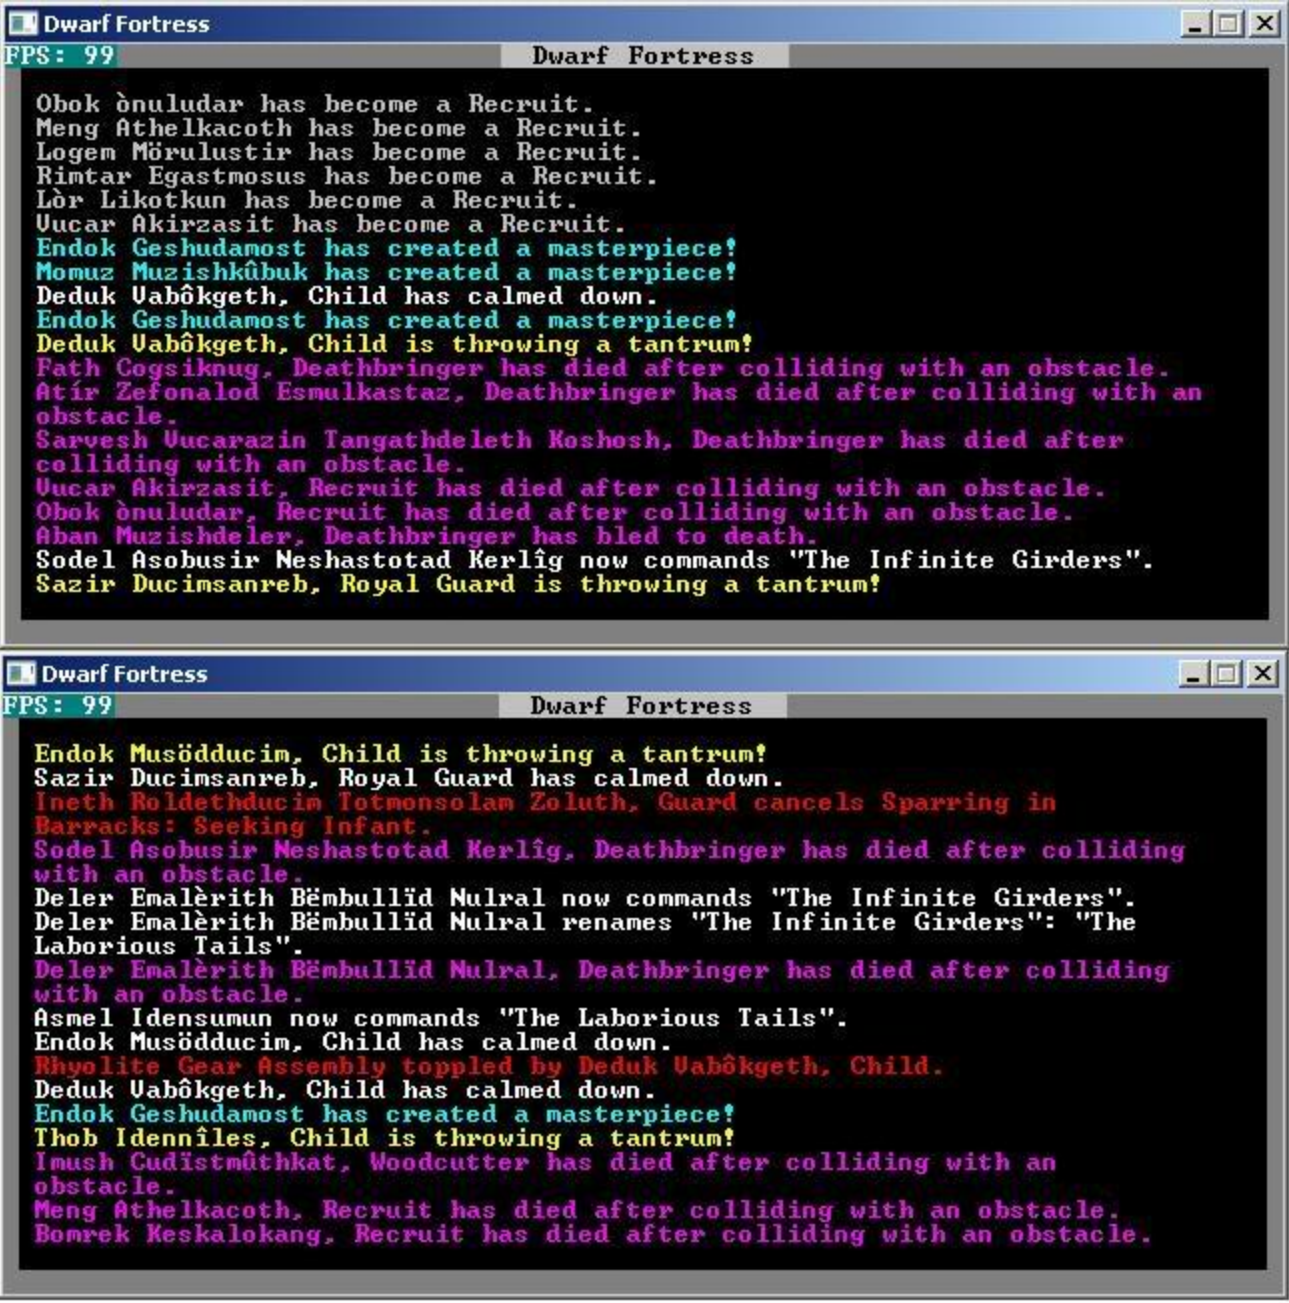 Dwarf Fortress
FPS: 99
Dwarf Fortress
Obok ònuludar has become a Recruit.
Meng Athelkacoth has become a Recruit.
Logem Mörulustir has become a Recruit.
Rimtar Egastmosus has become a Recruit.
Lòr Likotkun has become a Recruit.
Vucar Akirzasit has become a Recruit.
Endok Geshudamost has created a masterpiece!
Momuz Muzishkûbuk has created a masterpiece!
Deduk Vabôkgeth, Child has calmed down.
Endok Geshudamost has created a masterpiece!
Deduk Vabôkgeth, Child is throwing a tantrum!
Fath Cogsiknug, Deathbringer has died after colliding with an obstacle.
Atír Zefonalod Esmulkastaz, Deathbringer has died after colliding with an
obstacle.
Sarvesh Vucarazin Tangathdeleth Koshosh, Deathbringer has died after
colliding with an obstacle.
Vucar Akirzasit, Recruit has died after colliding with an obstacle.
Obok ònuludar, Recruit has died after colliding with an obstacle.
Aban Muzishdeler, Deathbringer has bled to death.
Sodel Asobusir Neshastotad Kerlîg now commands "The Infinite Girders".
Sazir Ducimsanreb, Royal Guard is throwing a tantrum!
Dwarf Fortress
FPS: 99
Dwarf Fortress
Endok Musödducim, Child is throwing a tantrum!
Sazir Ducimsanreb, Royal Guard has calmed down.
Ineth Roldethducim Totmonsolam Zoluth, Guard cancels Sparring in
Barracks: Seeking Infant.
Sodel Asobusir Neshastotad Kerlîg, Deathbringer has died after colliding
with an obstacle.
Deler Emalèrith Bëmbullïd Nulral now commands "The Infinite Girders".
Deler Emalèrith Bëmbullïd Nulral renames "The Infinite Girders": "The
Laborious Tails".
Deler Emalèrith Bëmbullïd Nulral, Deathbringer has died after colliding
with an obstacle.
Asmel Idensumun now commands "The Laborious Tails".
Endok Musödducim, Child has calmed down.
Rhyolite Gear Assembly toppled by Deduk Vabôkgeth, Child.
Deduk Vabôkgeth, Child has calmed down.
Endok Geshudamost has created a masterpiece!
Thob Idennîles, Child is throwing a tantrum!
Imush Cudïstmûthkat, Woodcutter has died after colliding with an
obstacle.
Meng Athelkacoth, Recruit has died after colliding with an obstacle.
Bomrek Keskalokang, Recruit has died after colliding with an obstacle.